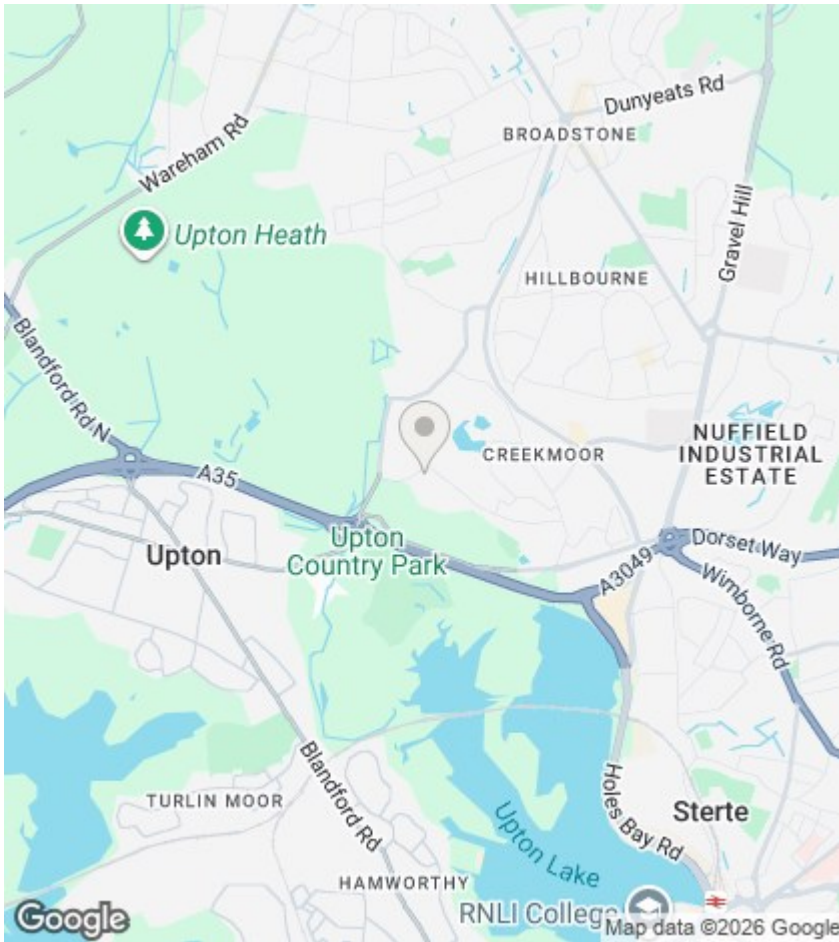 Dunyeats Rd
BROADSTONE
Wareham Rd
Upton Heath
Gravel Hill
HILLBOURNE
Blandford Rd N
NUFFIELD
INDUSTRIAL
ESTATE
CREEKMOOR
A35
Upton
Country Park
Upton
Dorset Way
A3049
Wimborne Rd
Holes Bay Rd
Blandford Rd
TURLIN MOOR
Sterte
Upton Lake
HAMWORTHY
RNLI College
Google
Map data ©2026 Google